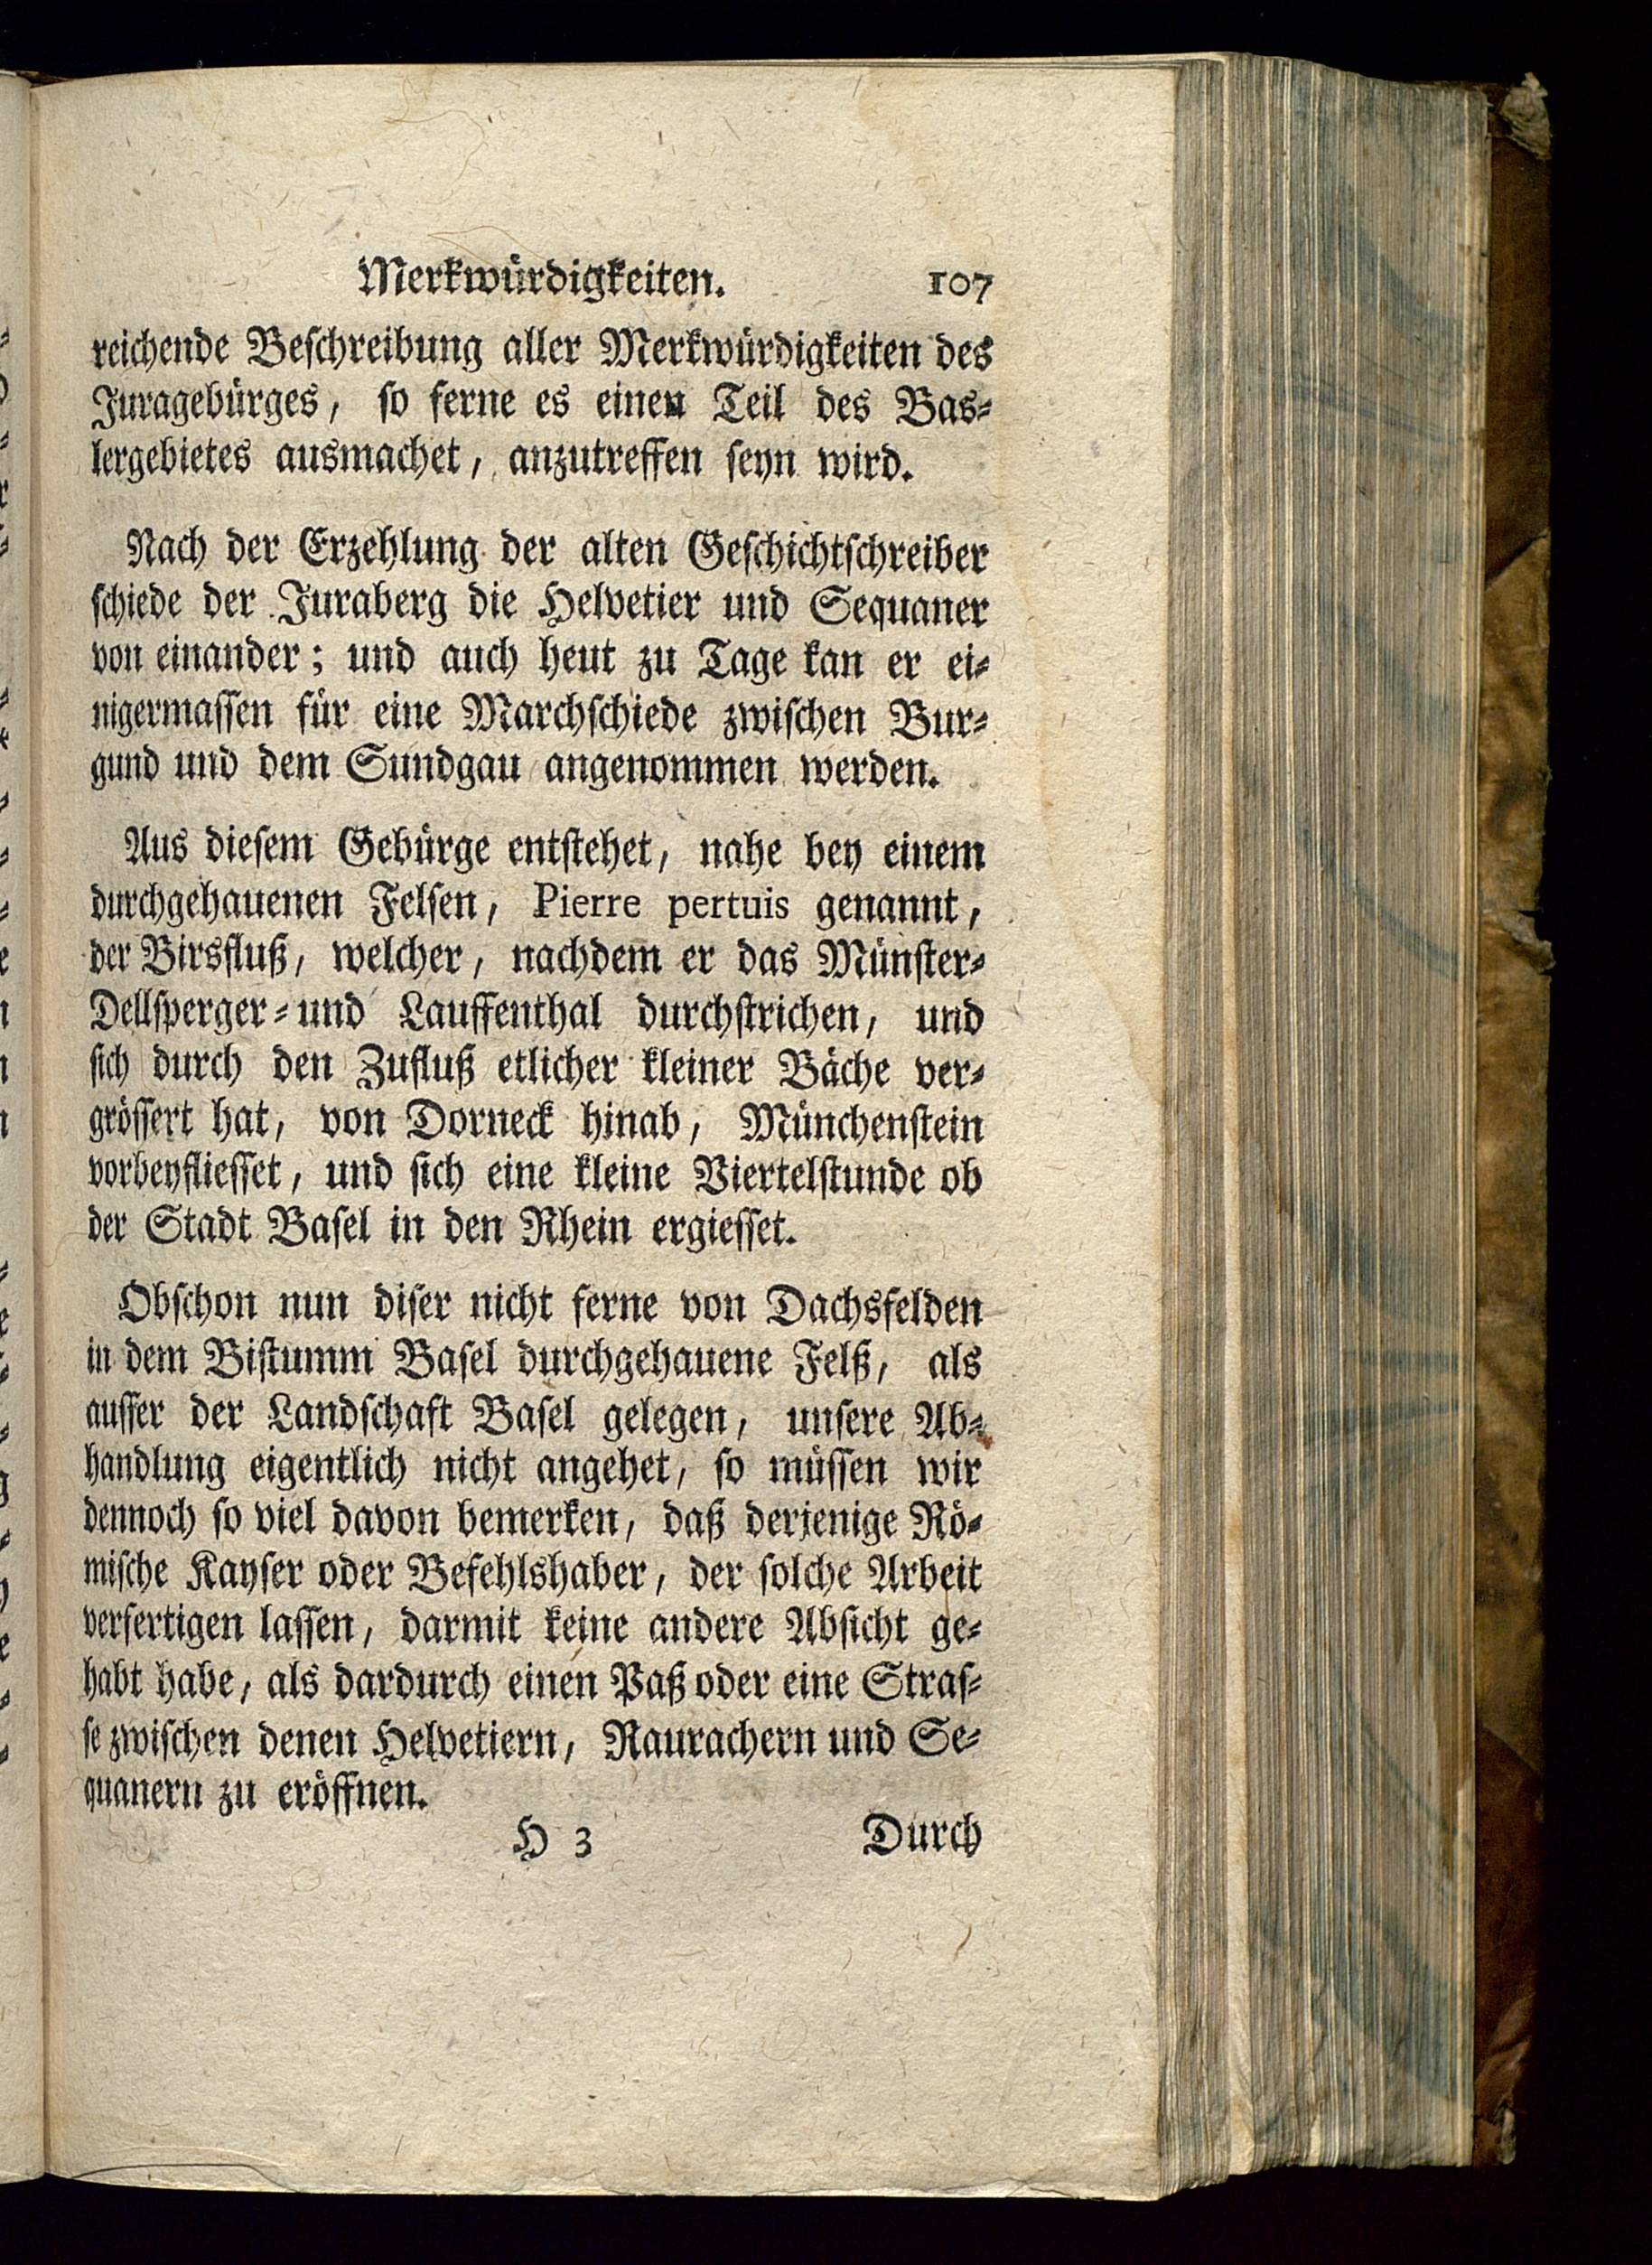 Merkwürdigkeiten. 107
reichende Beschreibung aller Merkwürdigkeiten des
Juragebürges, so ferne es einen Teil des Bas-
lergebietes ausmachet, anzutreffen seyn wird.
Nach der Erzehlung der alten Geschichtschreiber
schiede der Juraberg die Helvetier und Sequaner
von einander; und auch heut zu Tage kan er ei-
nigermassen für eine Marchschiede zwischen Bur-
gund und dem Sundgau angenommen werden.
Aus diesem Gebürge entstehet, nahe bey einem
durchgehauenen Felsen, Pierre pertuis genannt,
der Birsfluß, welcher, nachdem er das Münster-
Dellsperger- und Lauffenthal durchstrichen, und
sich durch den Zufluß etlicher kleiner Bäche ver-
grössert hat, von Dorneck hinab, Münchenstein
vorbeyfliesset, und sich eine kleine Viertelstunde ob
der Stadt Basel in den Rhein ergiesset.
Obschon nun diser nicht ferne von Dachsfelden
in dem Bistumm Basel durchgehauene Felß, als
ausser der Landschaft Basel gelegen, unsere Ab-
handlung eigentlich nicht angehet, so müssen wir
dennoch so viel davon bemerken, daß derjenige Rö-
mische Kayser oder Befehlshaber, der solche Arbeit
verfertigen lassen, darmit keine andere Absicht ge-
habt habe, als dardurch einen Paß oder eine Stras-
se zwischen denen Helvetiern, Raurachern und Se-
quanern zu eröffnen.
H 3 Durch